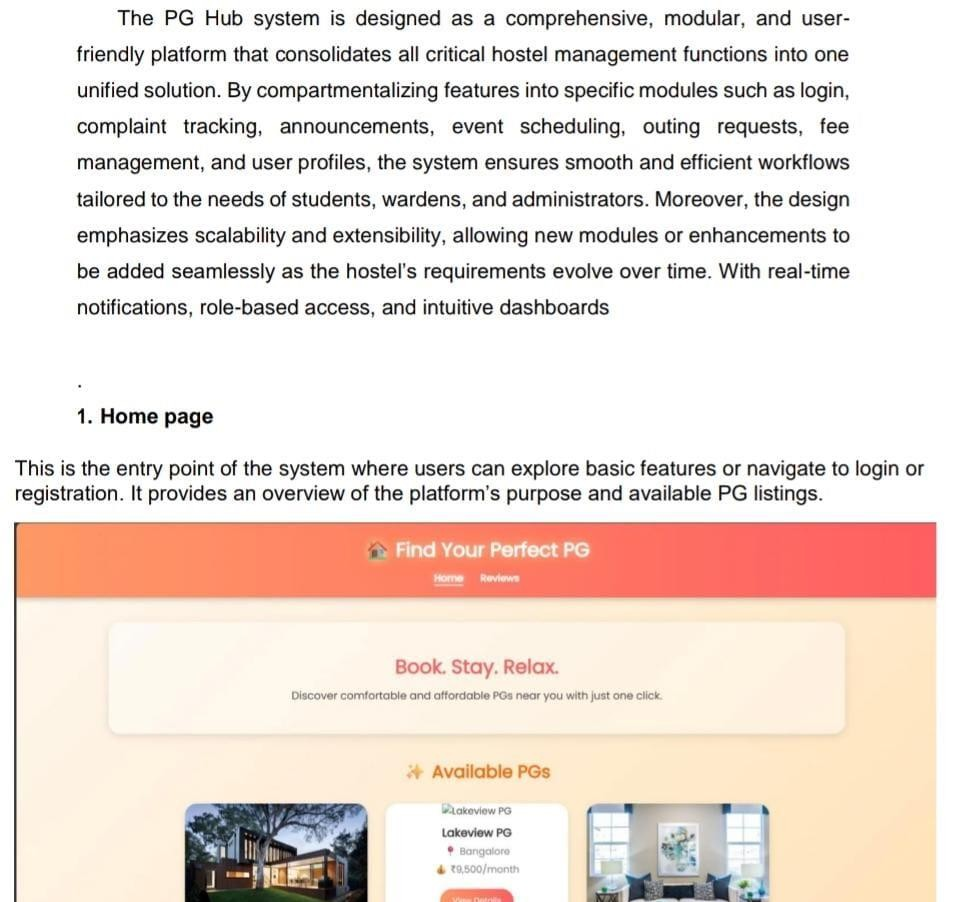 The PG Hub system is designed as a comprehensive, modular, and user-
friendly platform that consolidates all critical hostel management functions into one
unified solution. By compartmentalizing features into specific modules such as login,
complaint tracking, announcements, event scheduling, outing requests, fee
management, and user profiles, the system ensures smooth and efficient workflows
tailored to the needs of students, wardens, and administrators. Moreover, the design
emphasizes scalability and extensibility, allowing new modules or enhancements to
be added seamlessly as the hostel's requirements evolve over time. With real-time
notifications, role-based access, and intuitive dashboards
.
1. Home page
This is the entry point of the system where users can explore basic features or navigate to login or
registration. It provides an overview of the platform's purpose and available PG listings.
Find Your Perfect PG
Home Reviews
Book. Stay. Relax.
Discover comfortable and affordable PGs near you with just one click.
Available PGs
Lakeview PG
Lakeview PG
Bangalore
₹9,500/month
View Details